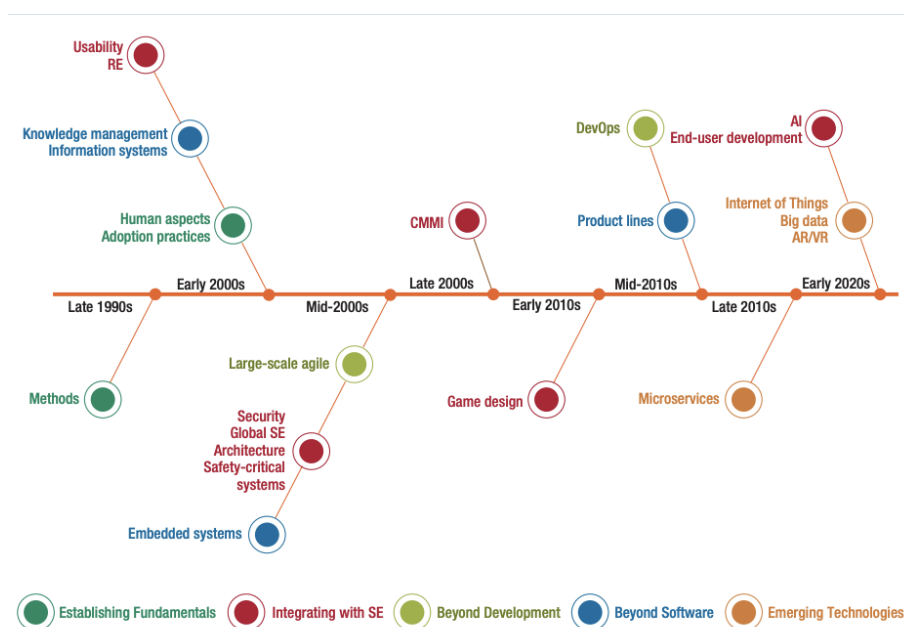 Usability
RE
Knowledge management
Information systems
Human aspects
Adoption practices
CMMI
DevOps
Product lines
AI
End-user development
Internet of Things
Big data
AR/VR
Late 1990s
Early 2000s
Mid-2000s
Late 2000s
Early 2010s
Mid-2010s
Late 2010s
Early 2020s
Methods
Large-scale agile
Security
Global SE
Architecture
Safety-critical
systems
Embedded systems
Game design
Microservices
Establishing Fundamentals
Integrating with SE
Beyond Development
Beyond Software
Emerging Technologies